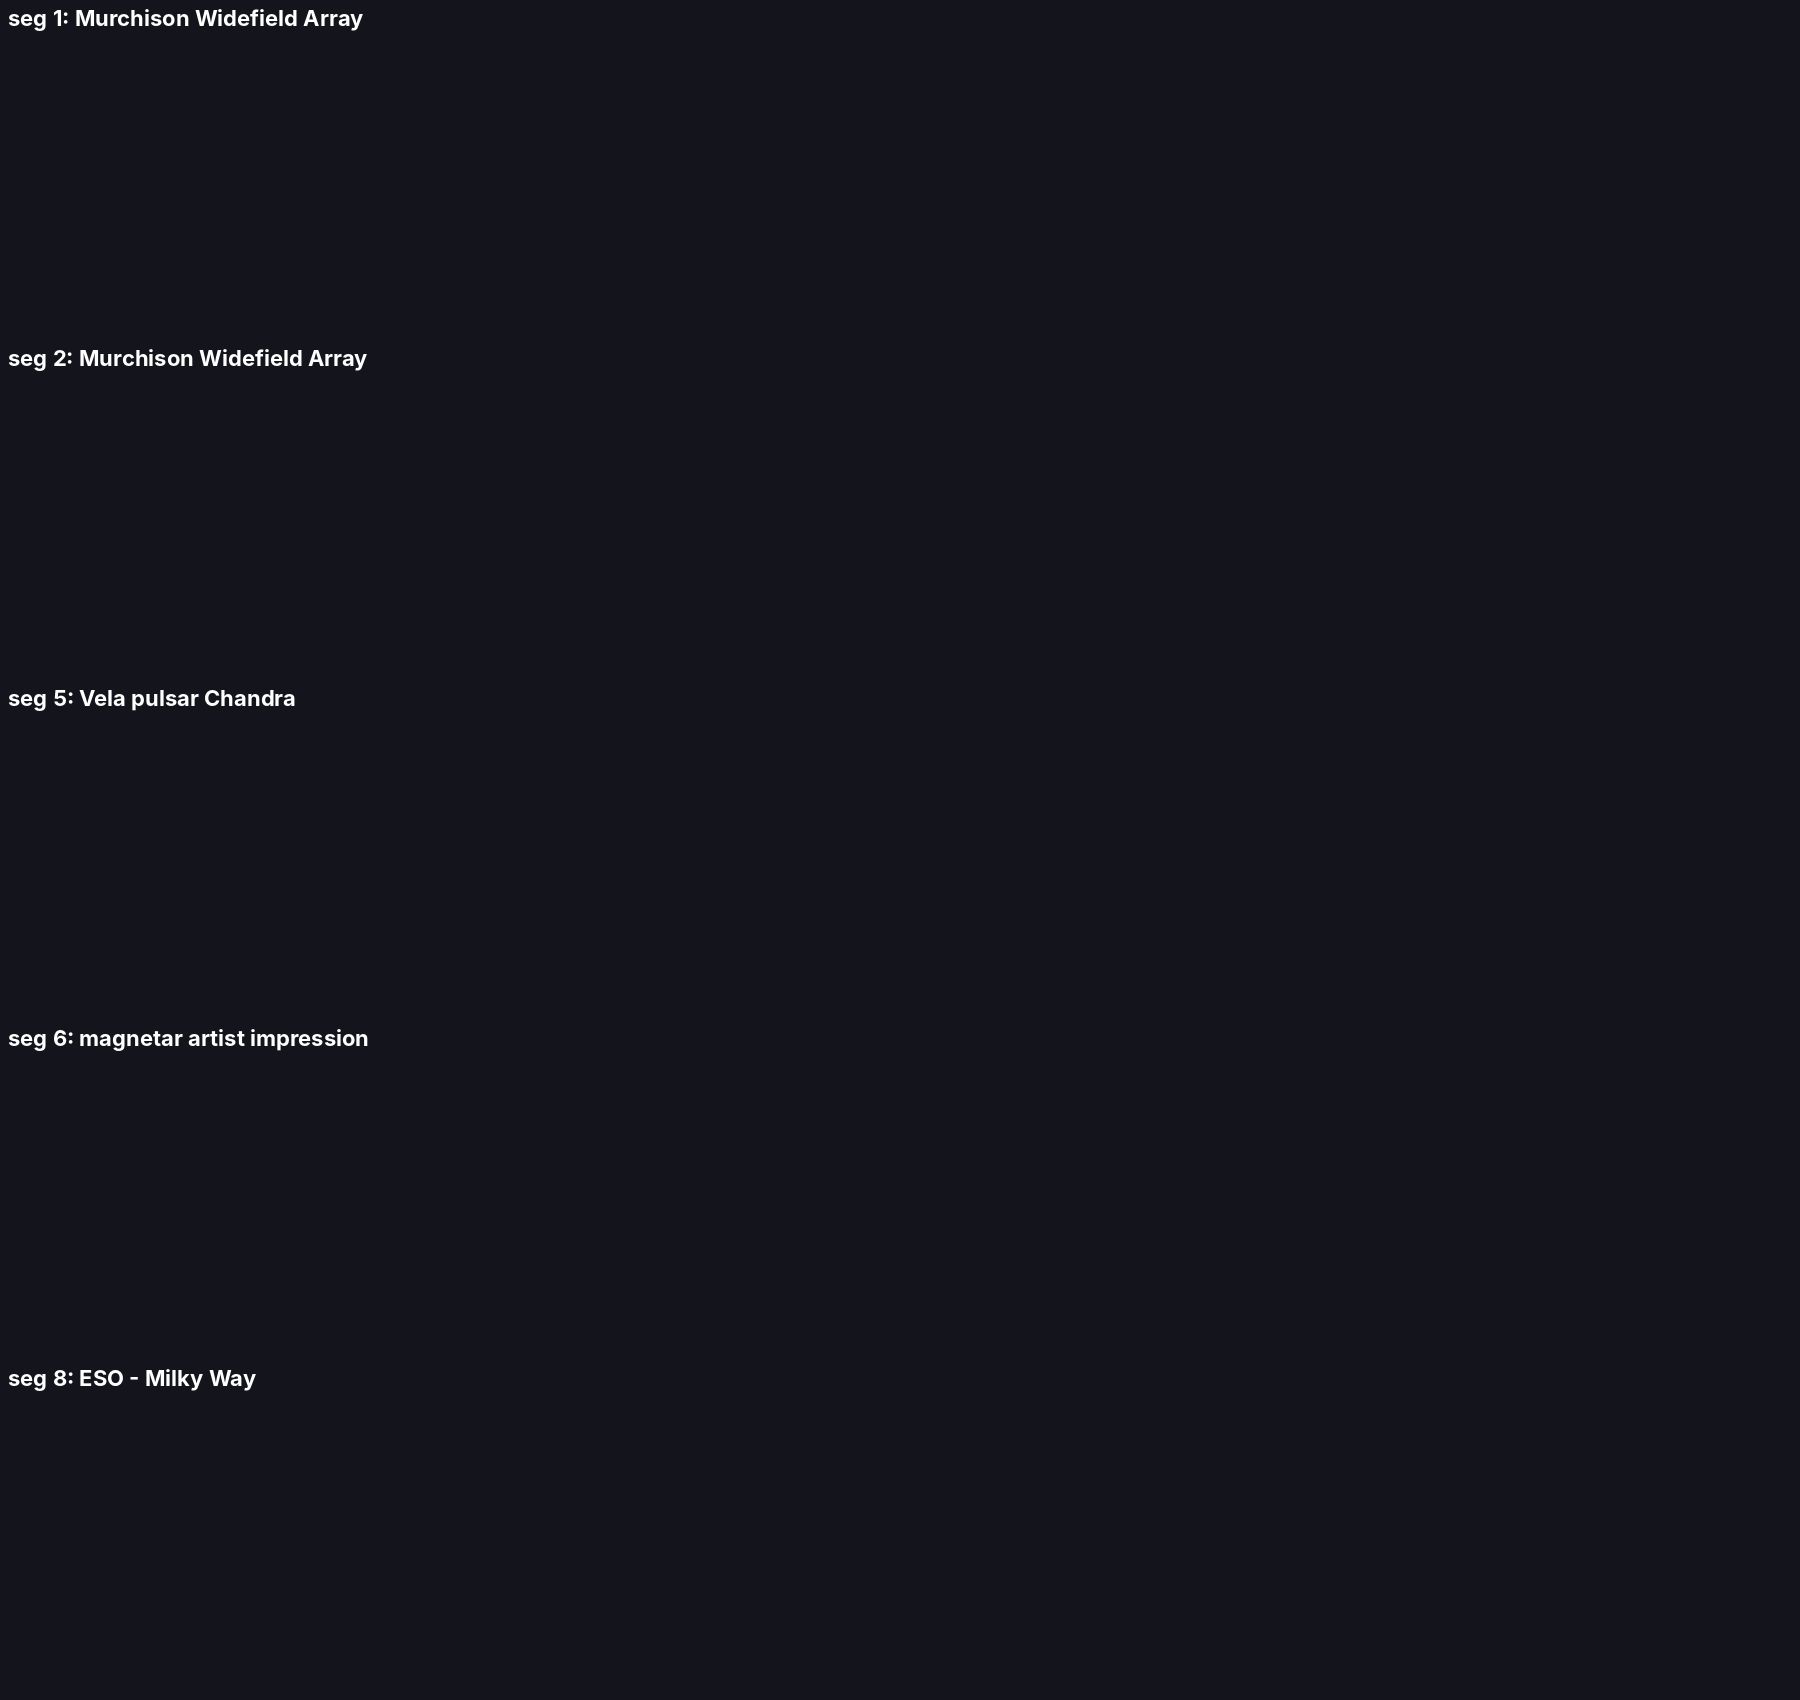 seg 1: Murchison Widefield Array
seg 2: Murchison Widefield Array
seg 5: Vela pulsar Chandra
seg 6: magnetar artist impression
seg 8: ESO - Milky Way